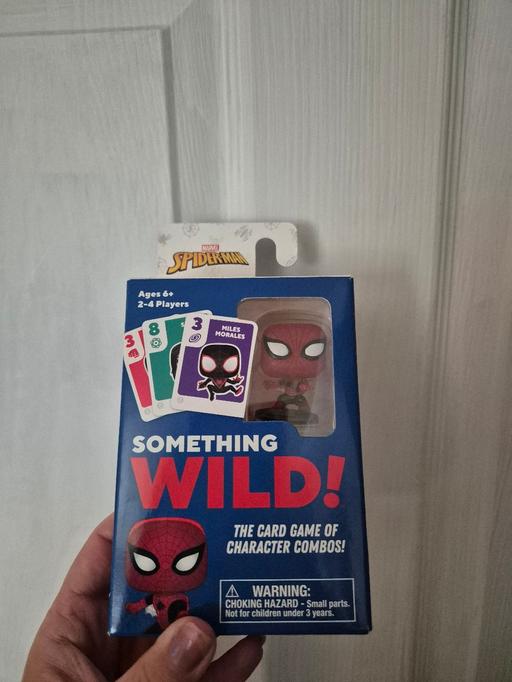 MARVEL
SPIDER-MAN
Ages 6+
2-4 Players
3
8
3
MILES
MORALES
SOMETHING
WILD!
THE CARD GAME OF
CHARACTER COMBOS!
WARNING:
CHOKING HAZARD - Small parts.
Not for children under 3 years.